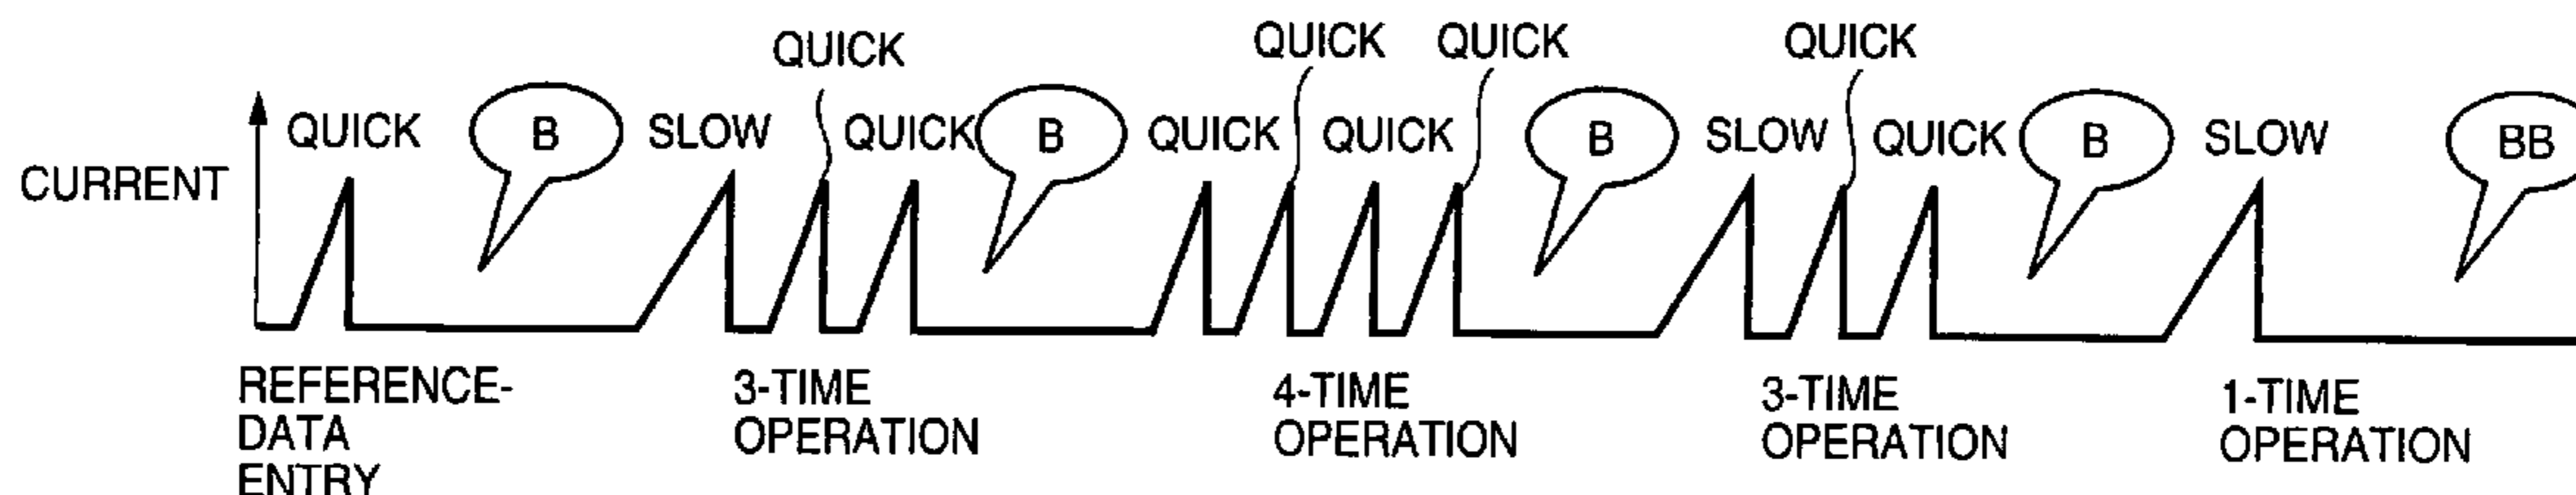 QUICK
QUICK QUICK
QUICK
CURRENT
QUICK
B
SLOW
QUICK
B
QUICK
QUICK
B
SLOW
QUICK
B
SLOW
BB
REFERENCE-
DATA
ENTRY
3-TIME
OPERATION
4-TIME
OPERATION
3-TIME
OPERATION
1-TIME
OPERATION